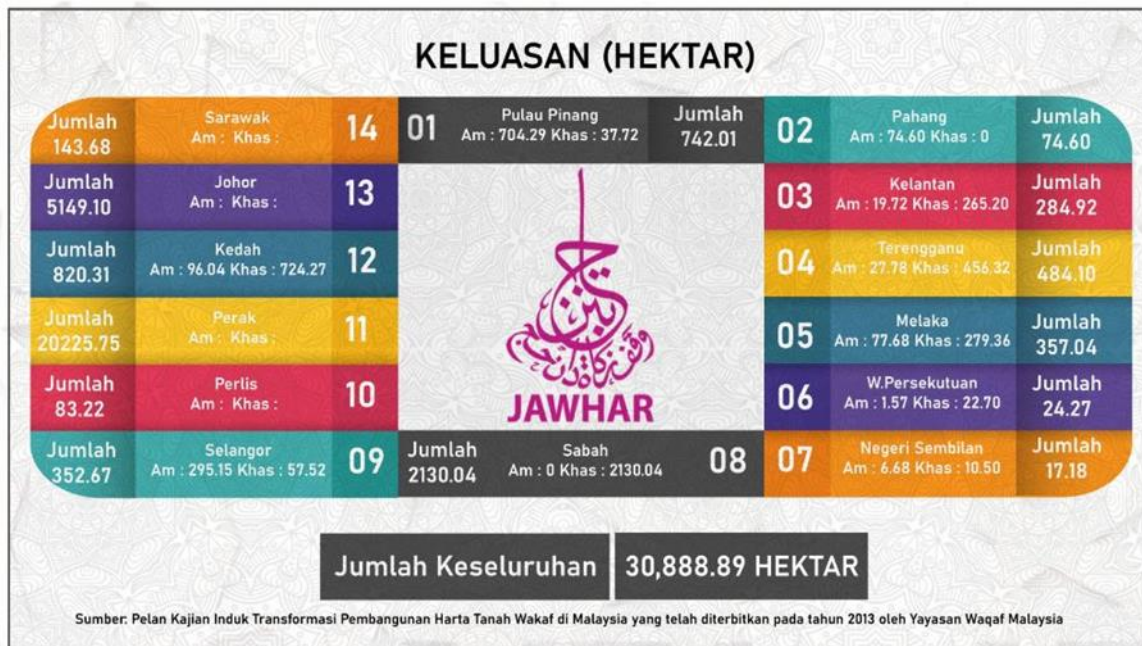 KELUASAN (HEKTAR)
01
Pulau Pinang
Am : 704.29 Khas : 37.72
Jumlah
742.01
02
Pahang
Am : 74.60 Khas : 0
Jumlah
74.60
03
Kelantan
Am : 19.72 Khas : 265.20
Jumlah
284.92
04
Terengganu
Am : 27.78 Khas : 456.32
Jumlah
484.10
05
Melaka
Am : 77.68 Khas : 279.36
Jumlah
357.04
06
W.Persekutuan
Am : 1.57 Khas : 22.70
Jumlah
24.27
07
Negeri Sembilan
Am : 6.68 Khas : 10.50
Jumlah
17.18
Jumlah
2130.04
Sabah
Am : 0 Khas : 2130.04
08
Jumlah
352.67
Selangor
Am : 295.15 Khas : 57.52
09
Jumlah
83.22
Perlis
Am : Khas :
10
Jumlah
20225.75
Perak
Am : Khas :
11
Jumlah
820.31
Kedah
Am : 96.04 Khas : 724.27
12
Jumlah
5149.10
Johor
Am : Khas :
13
Jumlah
143.68
Sarawak
Am : Khas :
14
JAWHAR
Jumlah Keseluruhan
30,888.89 HEKTAR
Sumber: Pelan Kajian Induk Transformasi Pembangunan Harta Tanah Wakaf di Malaysia yang telah diterbitkan pada tahun 2013 oleh Yayasan Waqaf Malaysia